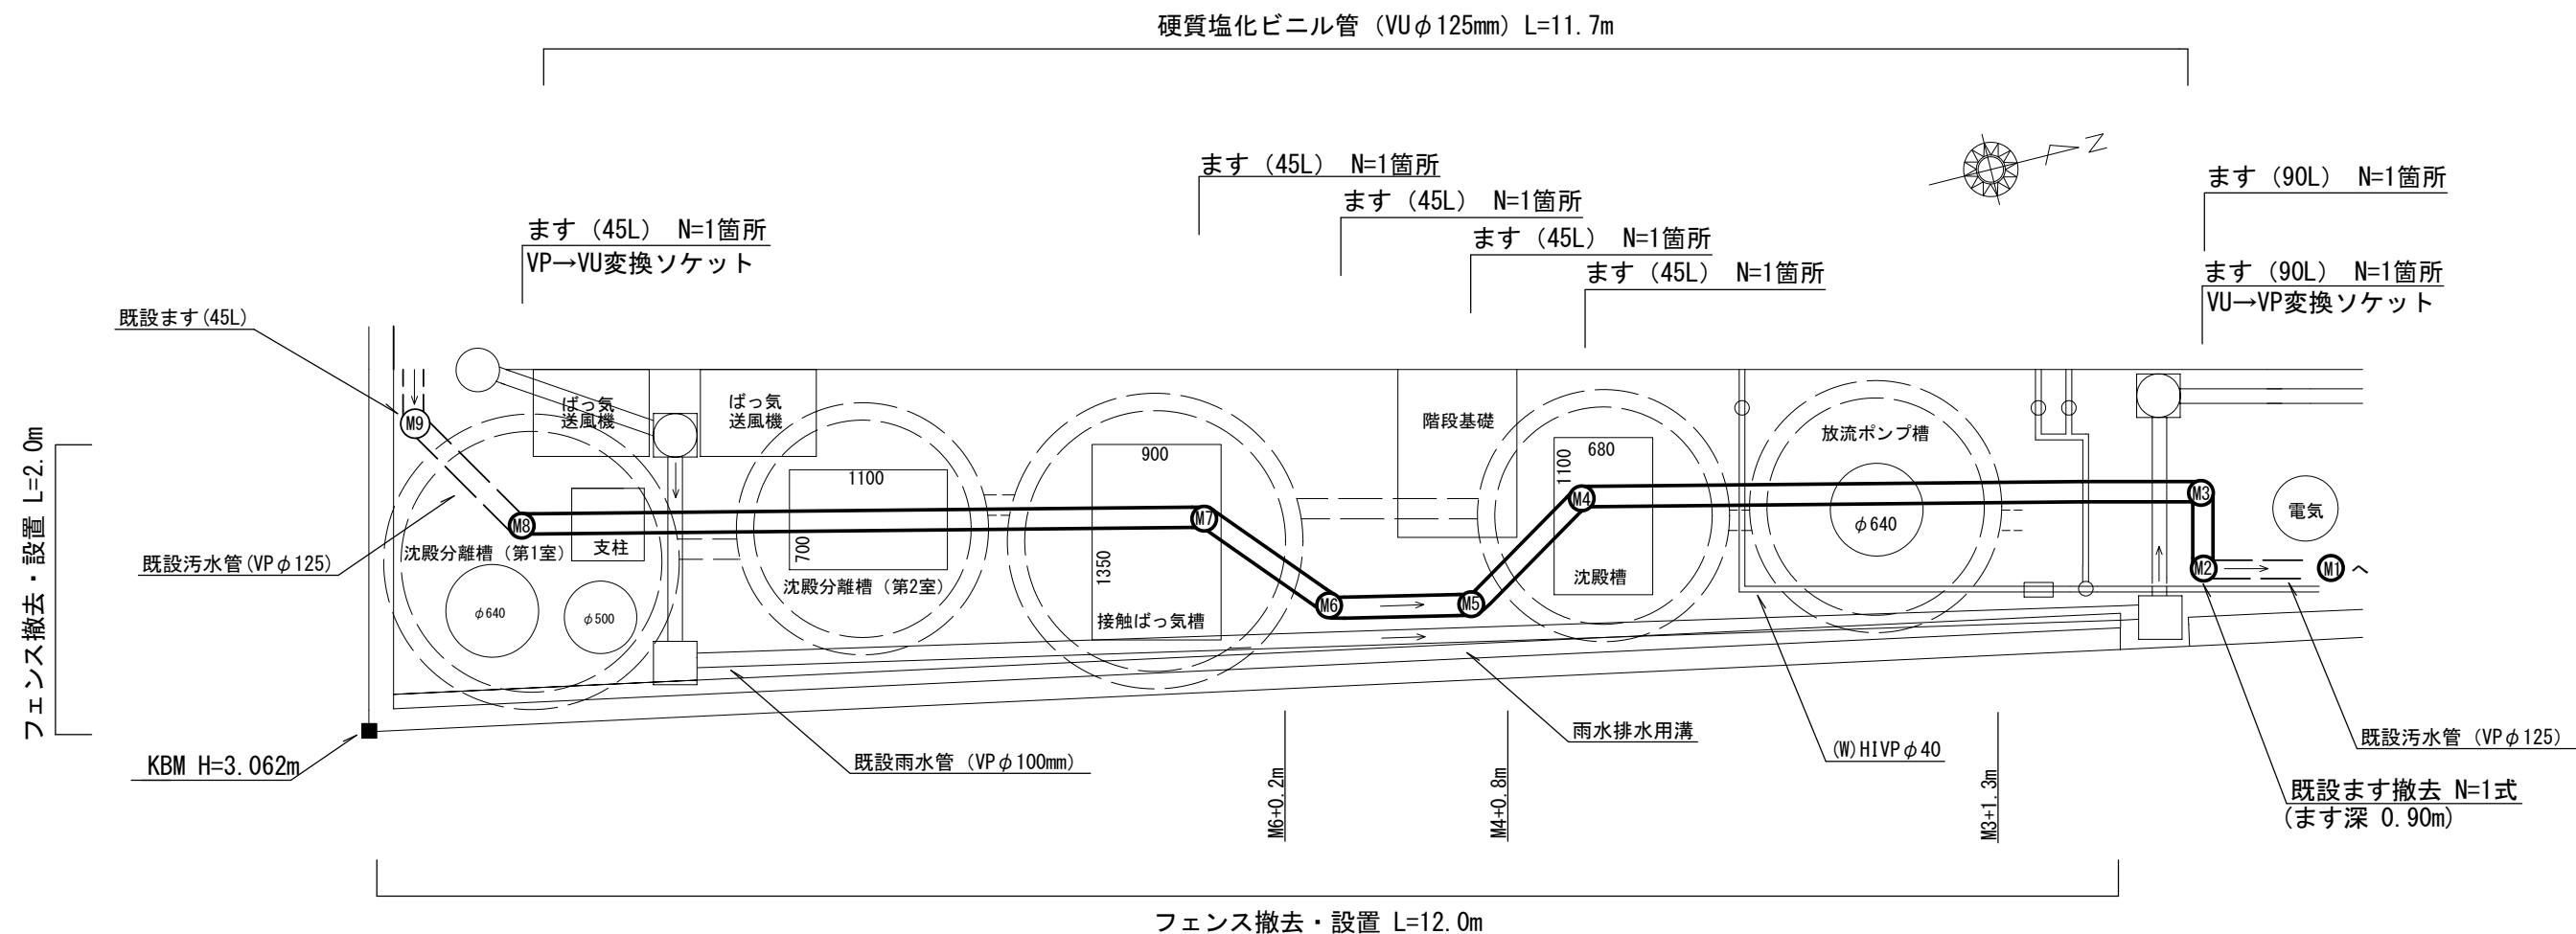 硬質塩化ビニル管（VUφ125mm）L=11.7m
ます（45L） N=1箇所
ます（90L） N=1箇所
ます（45L） N=1箇所
ます（45L） N=1箇所
VP→VU変換ソケット
ます（45L） N=1箇所
ます（45L） N=1箇所
ます（90L） N=1箇所
VU→VP変換ソケット
N
既設ます(45L)
フェンス撤去・設置 L=2.0m
M9
ばっ気
送風機
ばっ気
送風機
階段基礎
放流ポンプ槽
900
680
1100
1100
M8
M7
M4
M3
φ640
電気
支柱
700
既設汚水管(VPφ125)
沈殿分離槽（第1室）
沈殿分離槽（第2室）
1350
沈殿槽
M2
M1
へ
φ640
φ500
M6
M5
接触ばっ気槽
KBM H=3.062m
既設雨水管（VPφ100mm）
雨水排水用溝
(W)HIVPφ40
既設汚水管（VPφ125）
M6+0.2m
M4+0.8m
M3+1.3m
既設ます撤去 N=1式
(ます深 0.90m)
フェンス撤去・設置 L=12.0m